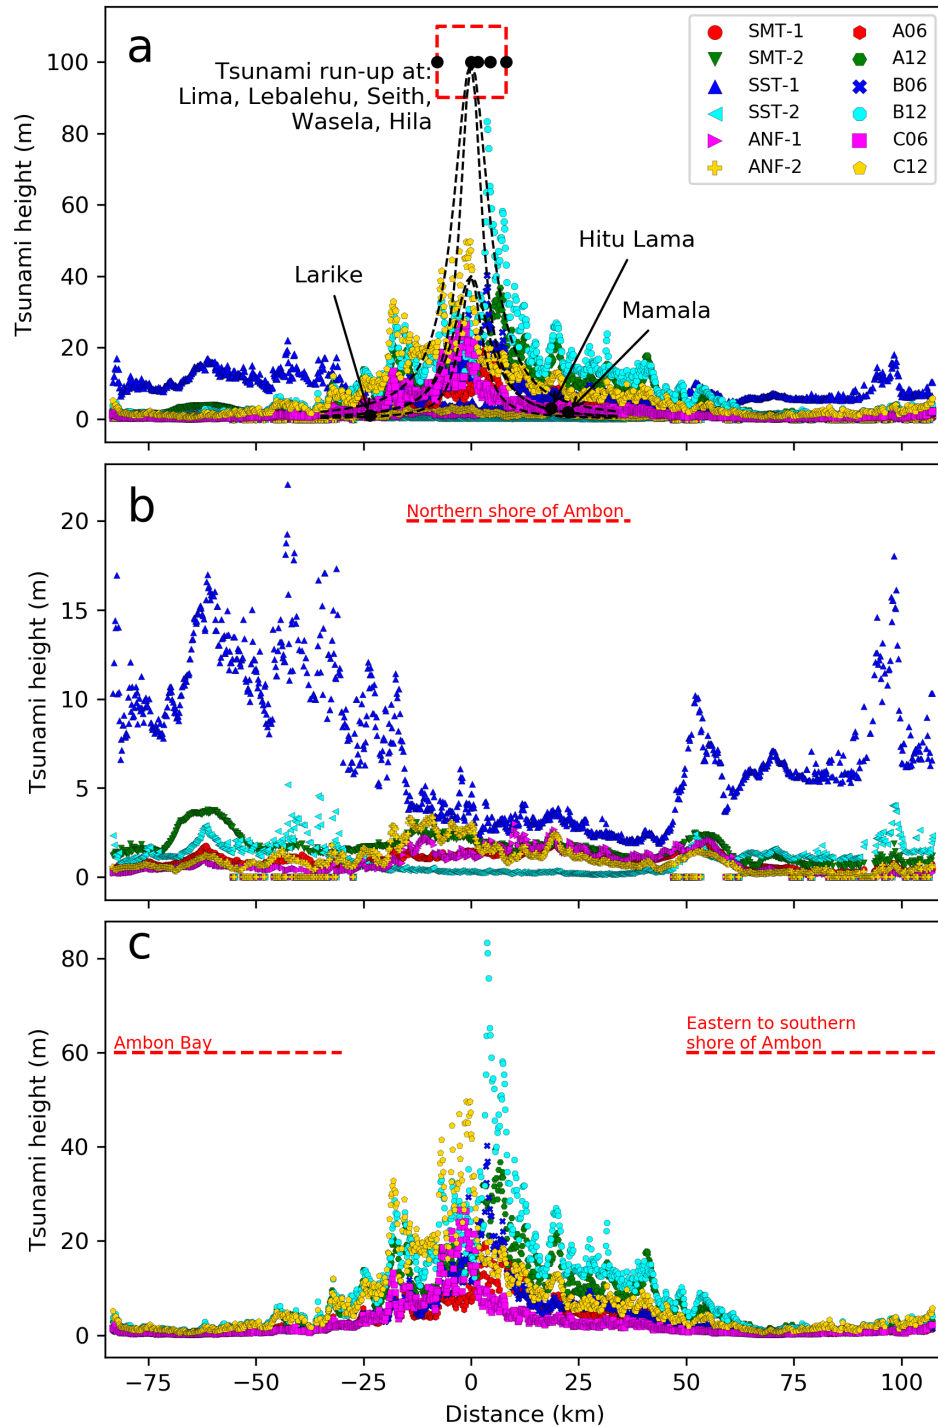 a
Tsunami run-up at:
Lima, Lebalehu, Seith,
Wasela, Hila
SMT-1
SMT-2
SST-1
SST-2
ANF-1
ANF-2
A06
A12
B06
B12
C06
C12
Larike
Hitu Lama
Mamala
Tsunami height (m)
100
80
60
40
20
0
−75
−50
−25
0
25
50
75
100
b
Northern shore of Ambon
Tsunami height (m)
20
15
10
5
0
c
Ambon Bay
Eastern to southern
shore of Ambon
Tsunami height (m)
80
60
40
20
0
Distance (km)